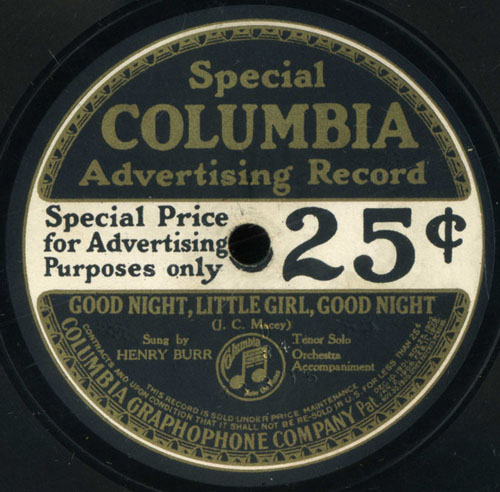 Special
COLUMBIA
Advertising Record
Special Price
for Advertising
Purposes only
25¢
GOOD NIGHT, LITTLE GIRL, GOOD NIGHT
(J. C. Macey)
Sung by
HENRY BURR
Tenor Solo
Orchestra
Accompaniment
Columbia
THIS RECORD IS SOLD UNDER PRICE MAINTENANCE
CONTRACTS AND UPON CONDITION THAT IT SHALL NOT BE RE-SOLD IN U.S. FOR LESS THAN 25¢
COLUMBIA GRAPHOPHONE COMPANY Pat.